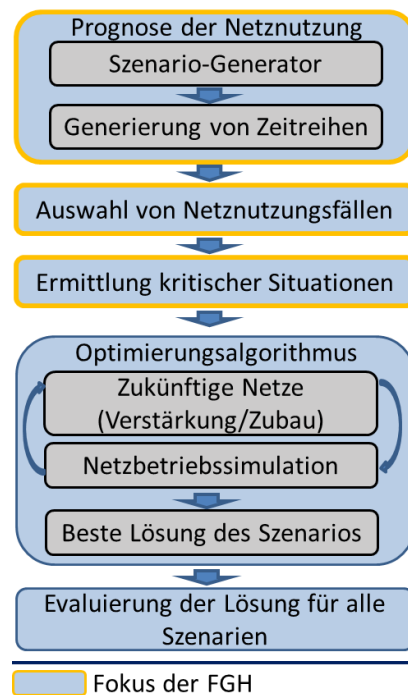 Prognose der Netznutzung
Szenario-Generator
Generierung von Zeitreihen
Auswahl von Netznutzungsfällen
Ermittlung kritischer Situationen
Optimierungsalgorithmus
Zukünftige Netze
(Verstärkung/Zubau)
Netzbetriebssimulation
Beste Lösung des Szenarios
Evaluierung der Lösung für alle
Szenarien
Fokus der FGH